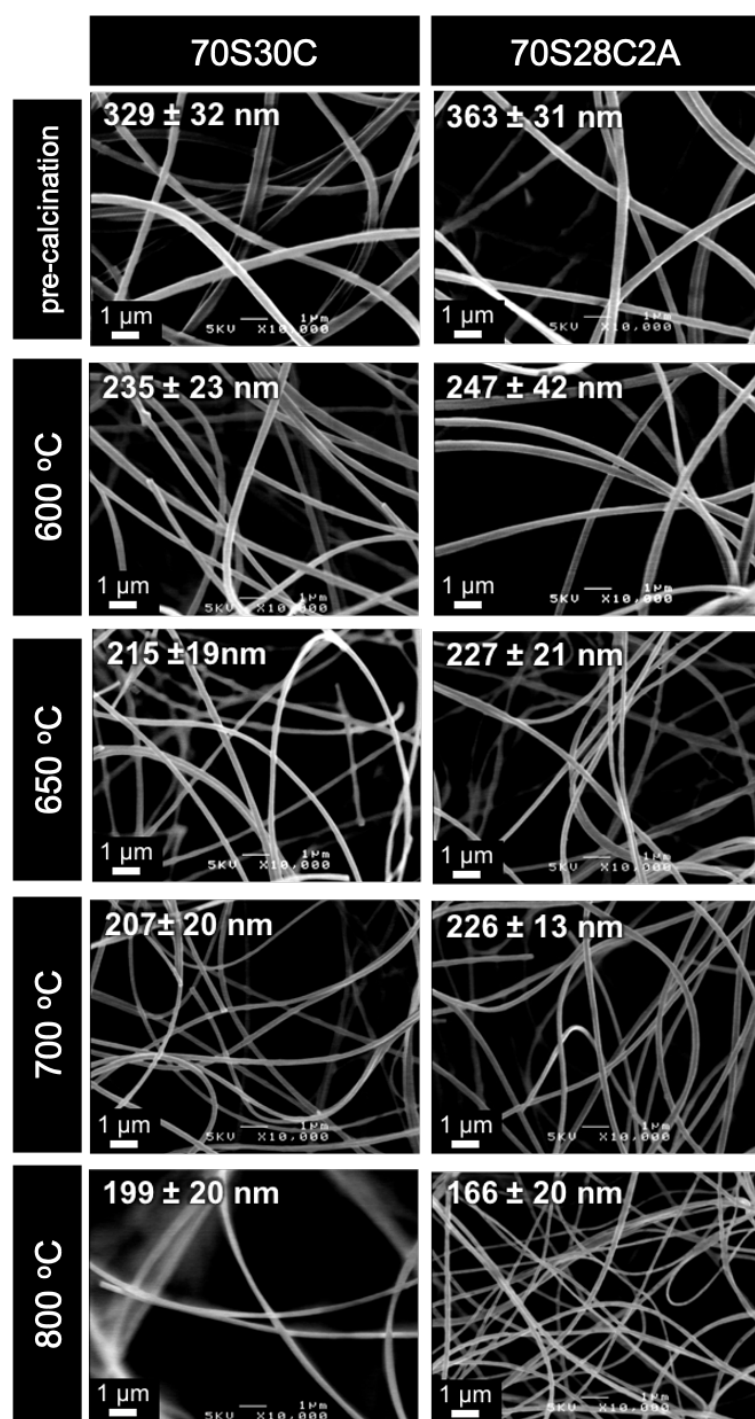 70S30C 70S28C2A
pre-calcination
329 ± 32 nm
1 µm
5KV X10,000 1µm
363 ± 31 nm
1 µm
5KV X10,000 1µm
600 ºC
235 ± 23 nm
1 µm
5KV X10,000 1µm
247 ± 42 nm
1 µm
5KV X10,000 1µm
650 ºC
215 ±19nm
1 µm
5KV X10,000 1µm
227 ± 21 nm
1 µm
5KV X10,000 1µm
700 ºC
207± 20 nm
1 µm
5KV X10,000 1µm
226 ± 13 nm
1 µm
5KV X10,000 1µm
800 ºC
199 ± 20 nm
1 µm
5KV X10,000 1µm
166 ± 20 nm
1 µm
5KV X10,000 1µm